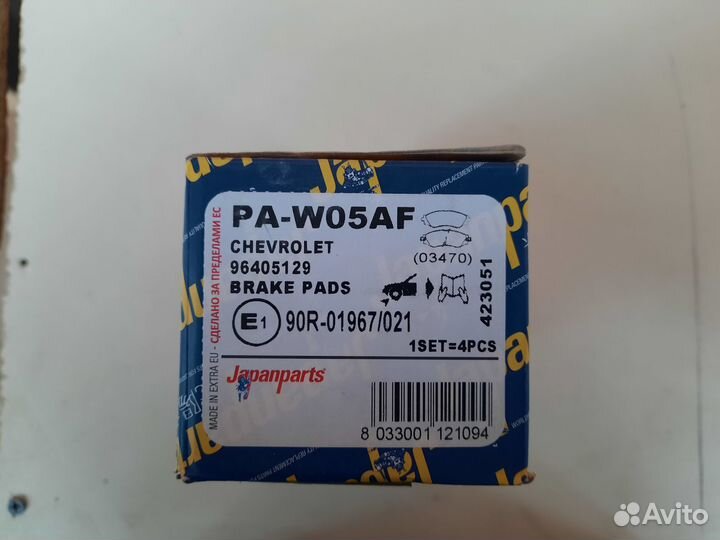 PA-W05AF
CHEVROLET
96405129
BRAKE PADS
(03470)
423051
E1 90R-01967/021
1SET=4PCS
Japanparts
8 033001 121094
MADE IN EXTRA EU - СДЕЛАНО ЗА ПРЕДЕЛАМИ ЕС
Avito